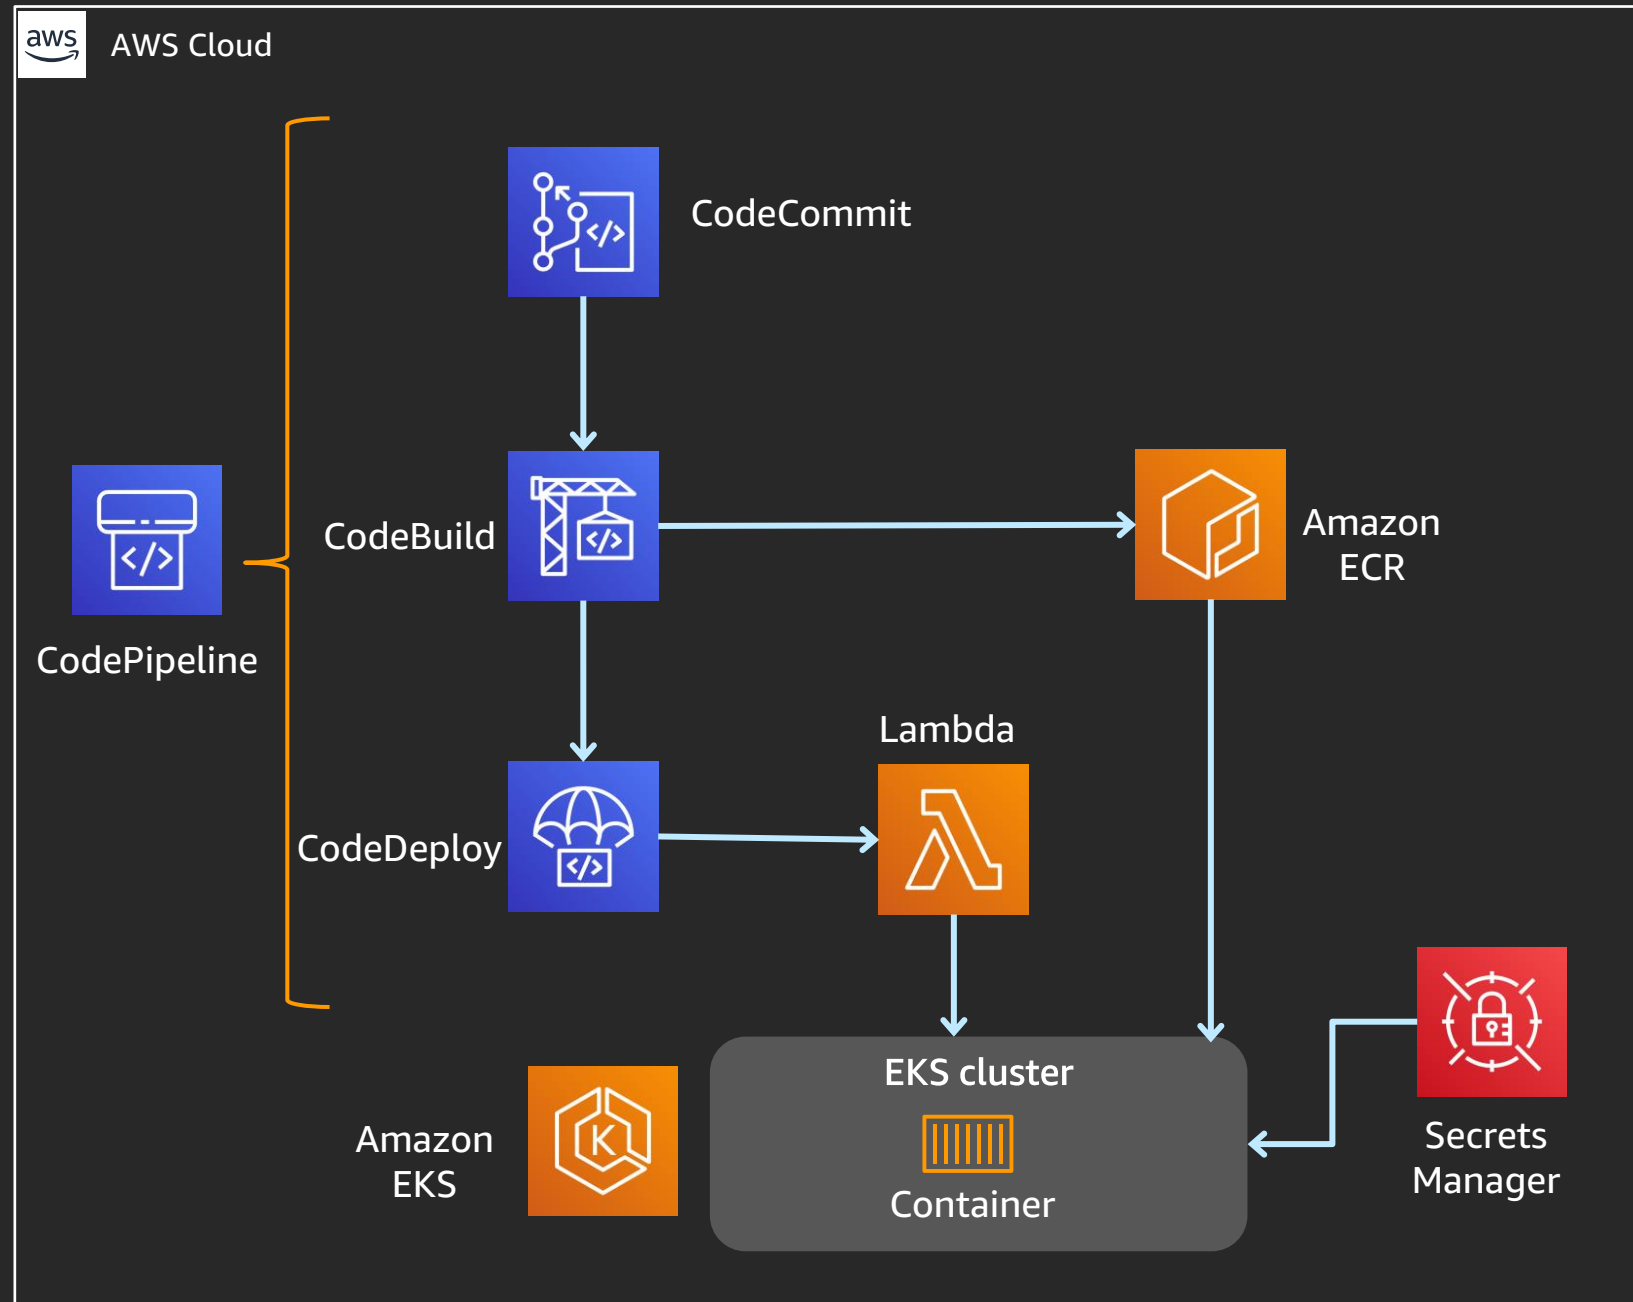 aws
AWS Cloud
CodeCommit
CodeBuild
Amazon
ECR
CodePipeline
Lambda
CodeDeploy
EKS cluster
Amazon
EKS
K
Container
Secrets
Manager